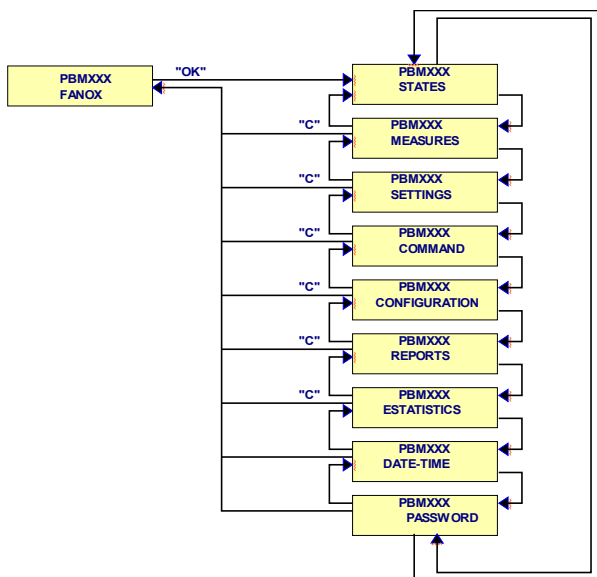 PBMXXX
FANOX
"OK"
PBMXXX
STATES
"C"
PBMXXX
MEASURES
"C"
PBMXXX
SETTINGS
"C"
PBMXXX
COMMAND
"C"
PBMXXX
CONFIGURATION
"C"
PBMXXX
REPORTS
"C"
PBMXXX
ESTATISTICS
PBMXXX
DATE-TIME
PBMXXX
PASSWORD